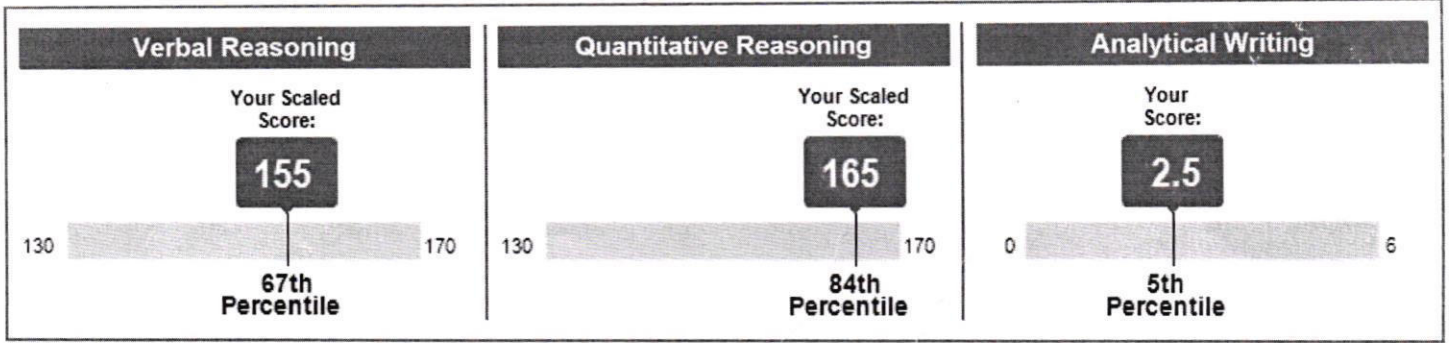 Verbal Reasoning
Your Scaled
Score:
155
130
170
67th
Percentile
Quantitative Reasoning
Your Scaled
Score:
165
130
170
84th
Percentile
Analytical Writing
Your
Score:
2.5
0
6
5th
Percentile